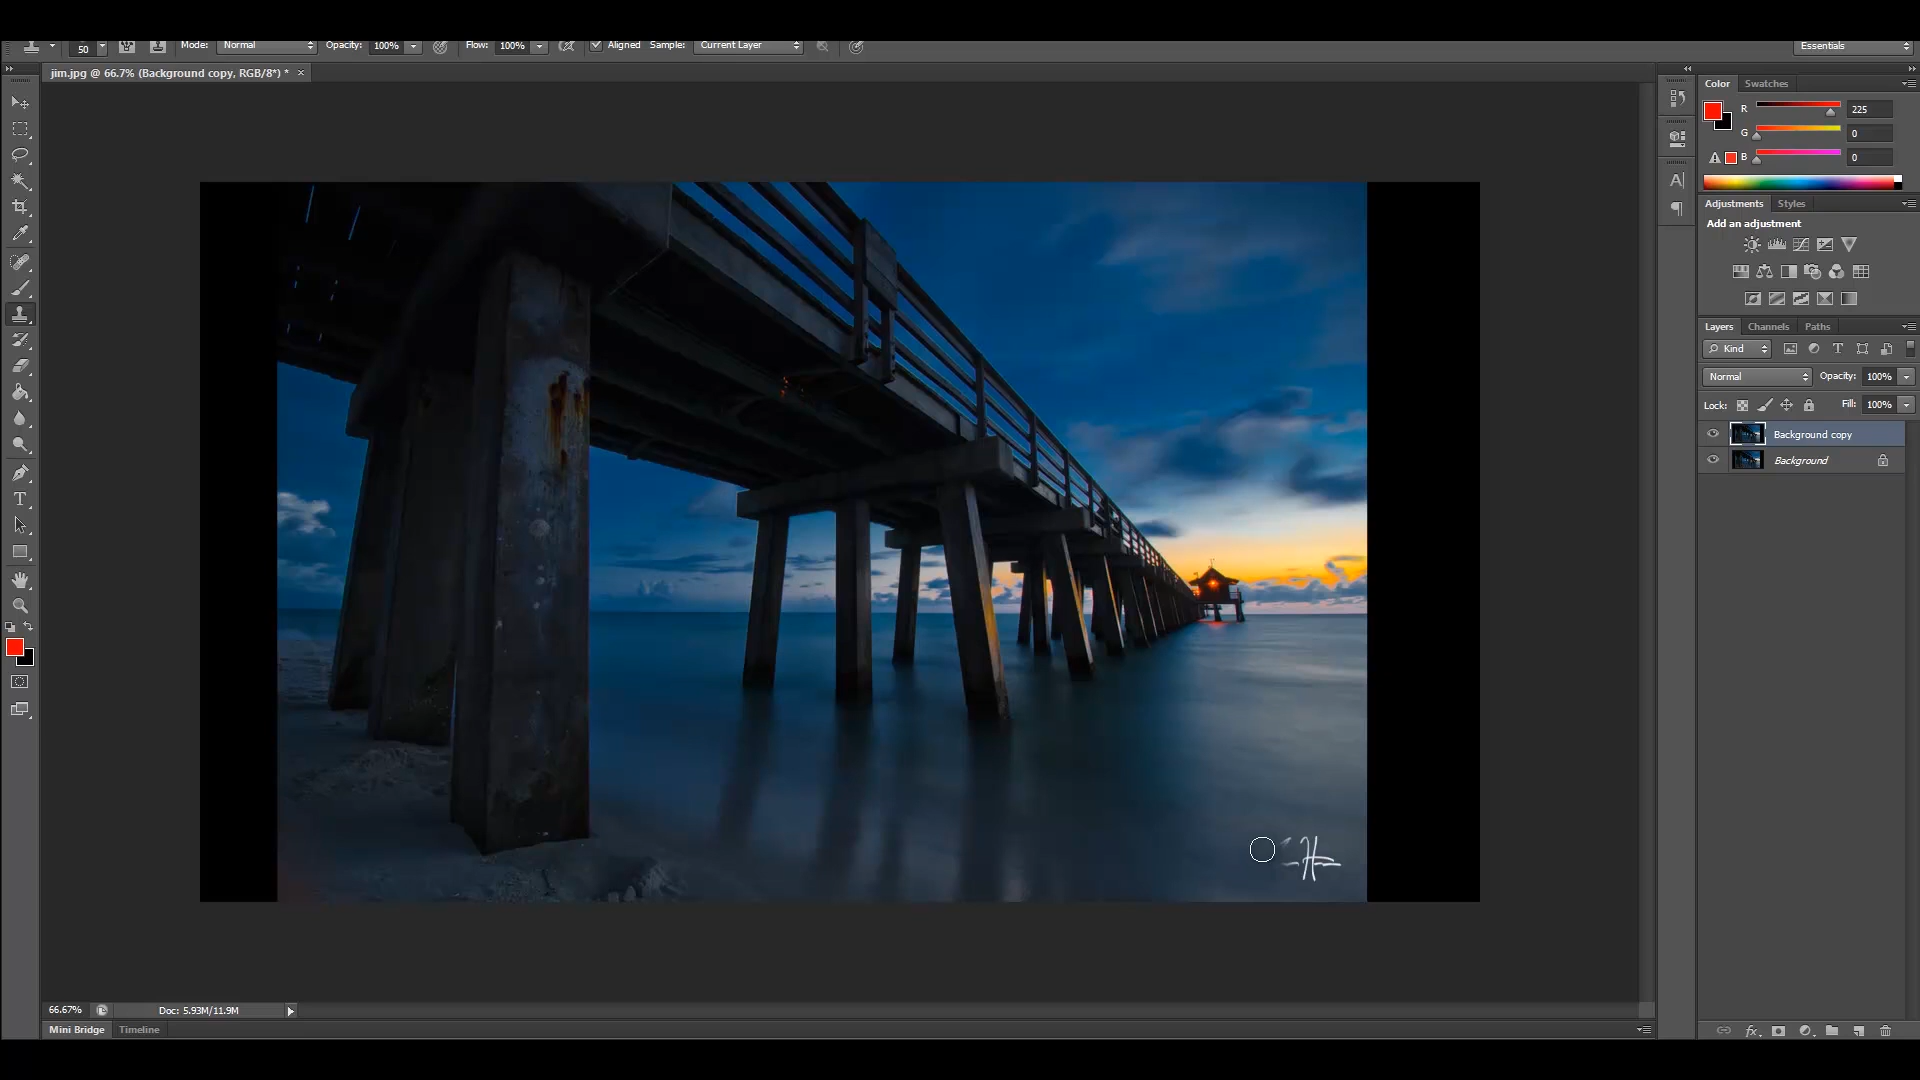 50 Mode: Normal Opacity: 100% Flow: 100% Aligned Sample: Current Layer Essentials
jim.jpg @ 66.7% (Background copy, RGB/8*) * ×
Color Swatches
R 225
G 0
B 0
Adjustments Styles
Add an adjustment
Layers Channels Paths
Kind
Normal Opacity: 100%
Lock: Fill: 100%
Background copy
Background
66.67% Doc: 5.93M/11.9M
Mini Bridge Timeline